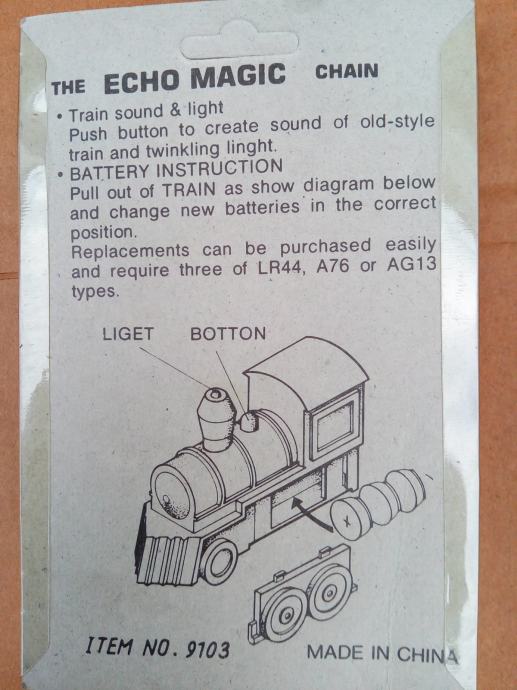 THE ECHO MAGIC CHAIN
• Train sound & light
Push button to create sound of old-style
train and twinkling linght.
• BATTERY INSTRUCTION
Pull out of TRAIN as show diagram below
and change new batteries in the correct
position.
Replacements can be purchased easily
and require three of LR44, A76 or AG13
types.
LIGET BOTTON
ITEM NO. 9103
MADE IN CHINA